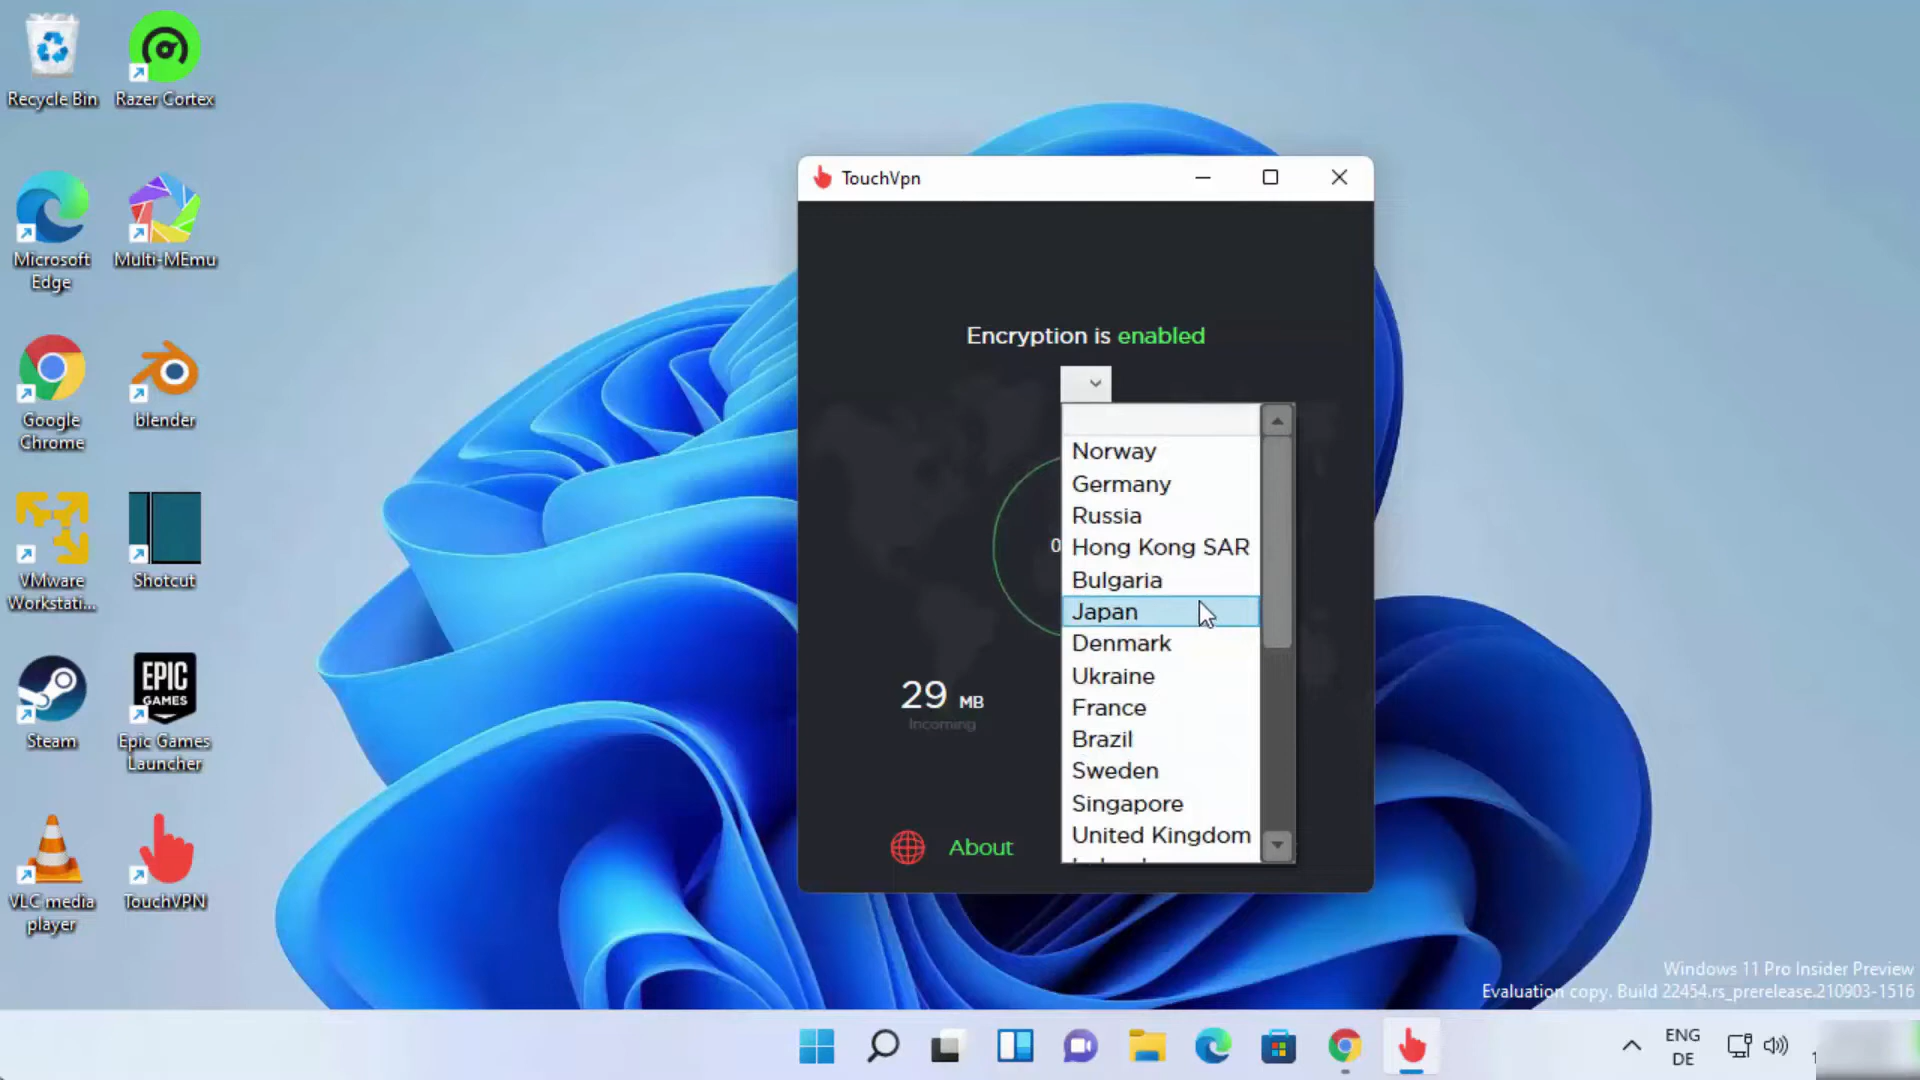 Recycle Bin
Razer Cortex
Microsoft
Edge
Multi-MEmu
Google
Chrome
blender
VMware
Workstati...
Shotcut
Steam
EPIC
GAMES
Epic Games
Launcher
VLC media
player
TouchVPN
TouchVpn
Encryption is enabled
Norway
Germany
Russia
Hong Kong SAR
Bulgaria
Japan
Denmark
Ukraine
France
Brazil
Sweden
Singapore
United Kingdom
0
29 MB
Incoming
About
Windows 11 Pro Insider Preview
Evaluation copy. Build 22454.rs_prerelease.210903-1516
ENG
DE